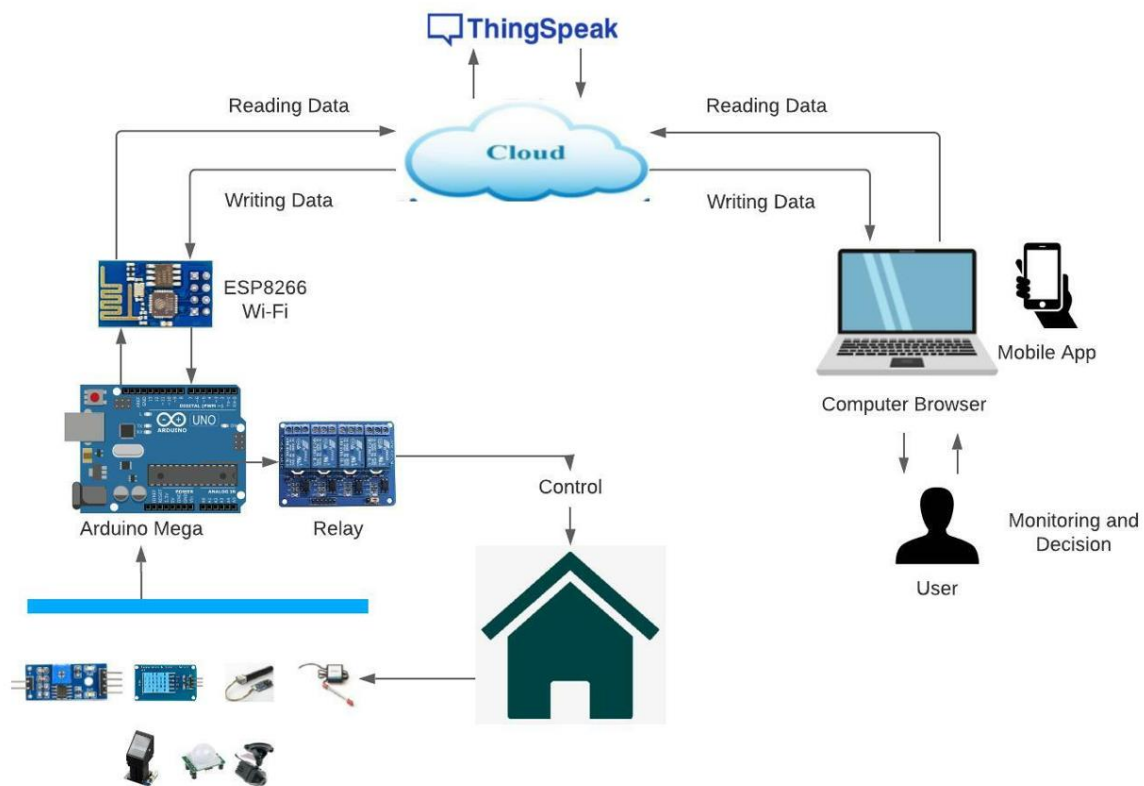 ThingSpeak
Reading Data
Reading Data
Cloud
Writing Data
Writing Data
ESP8266
Wi-Fi
Mobile App
UNO
ARDUINO
Computer Browser
Control
Arduino Mega
Relay
Monitoring and
Decision
User